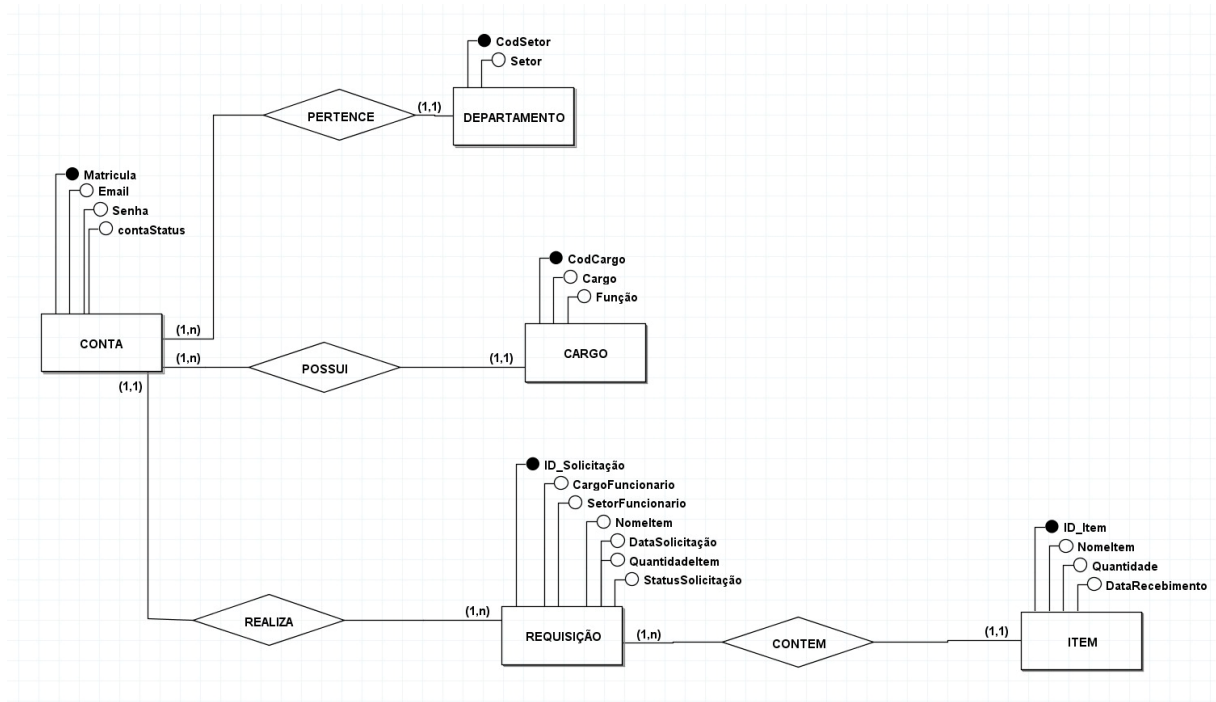 CodSetor
Setor
PERTENCE
(1,1)
DEPARTAMENTO
Matricula
Email
Senha
contaStatus
CONTA
(1,n)
(1,n)
(1,1)
POSSUI
(1,1)
CodCargo
Cargo
Função
CARGO
ID_Solicitação
CargoFuncionario
SetorFuncionario
NomeItem
DataSolicitação
QuantidadeItem
StatusSolicitação
REALIZA
(1,n)
REQUISIÇÃO
(1,n)
CONTEM
(1,1)
ID_Item
NomeItem
Quantidade
DataRecebimento
ITEM